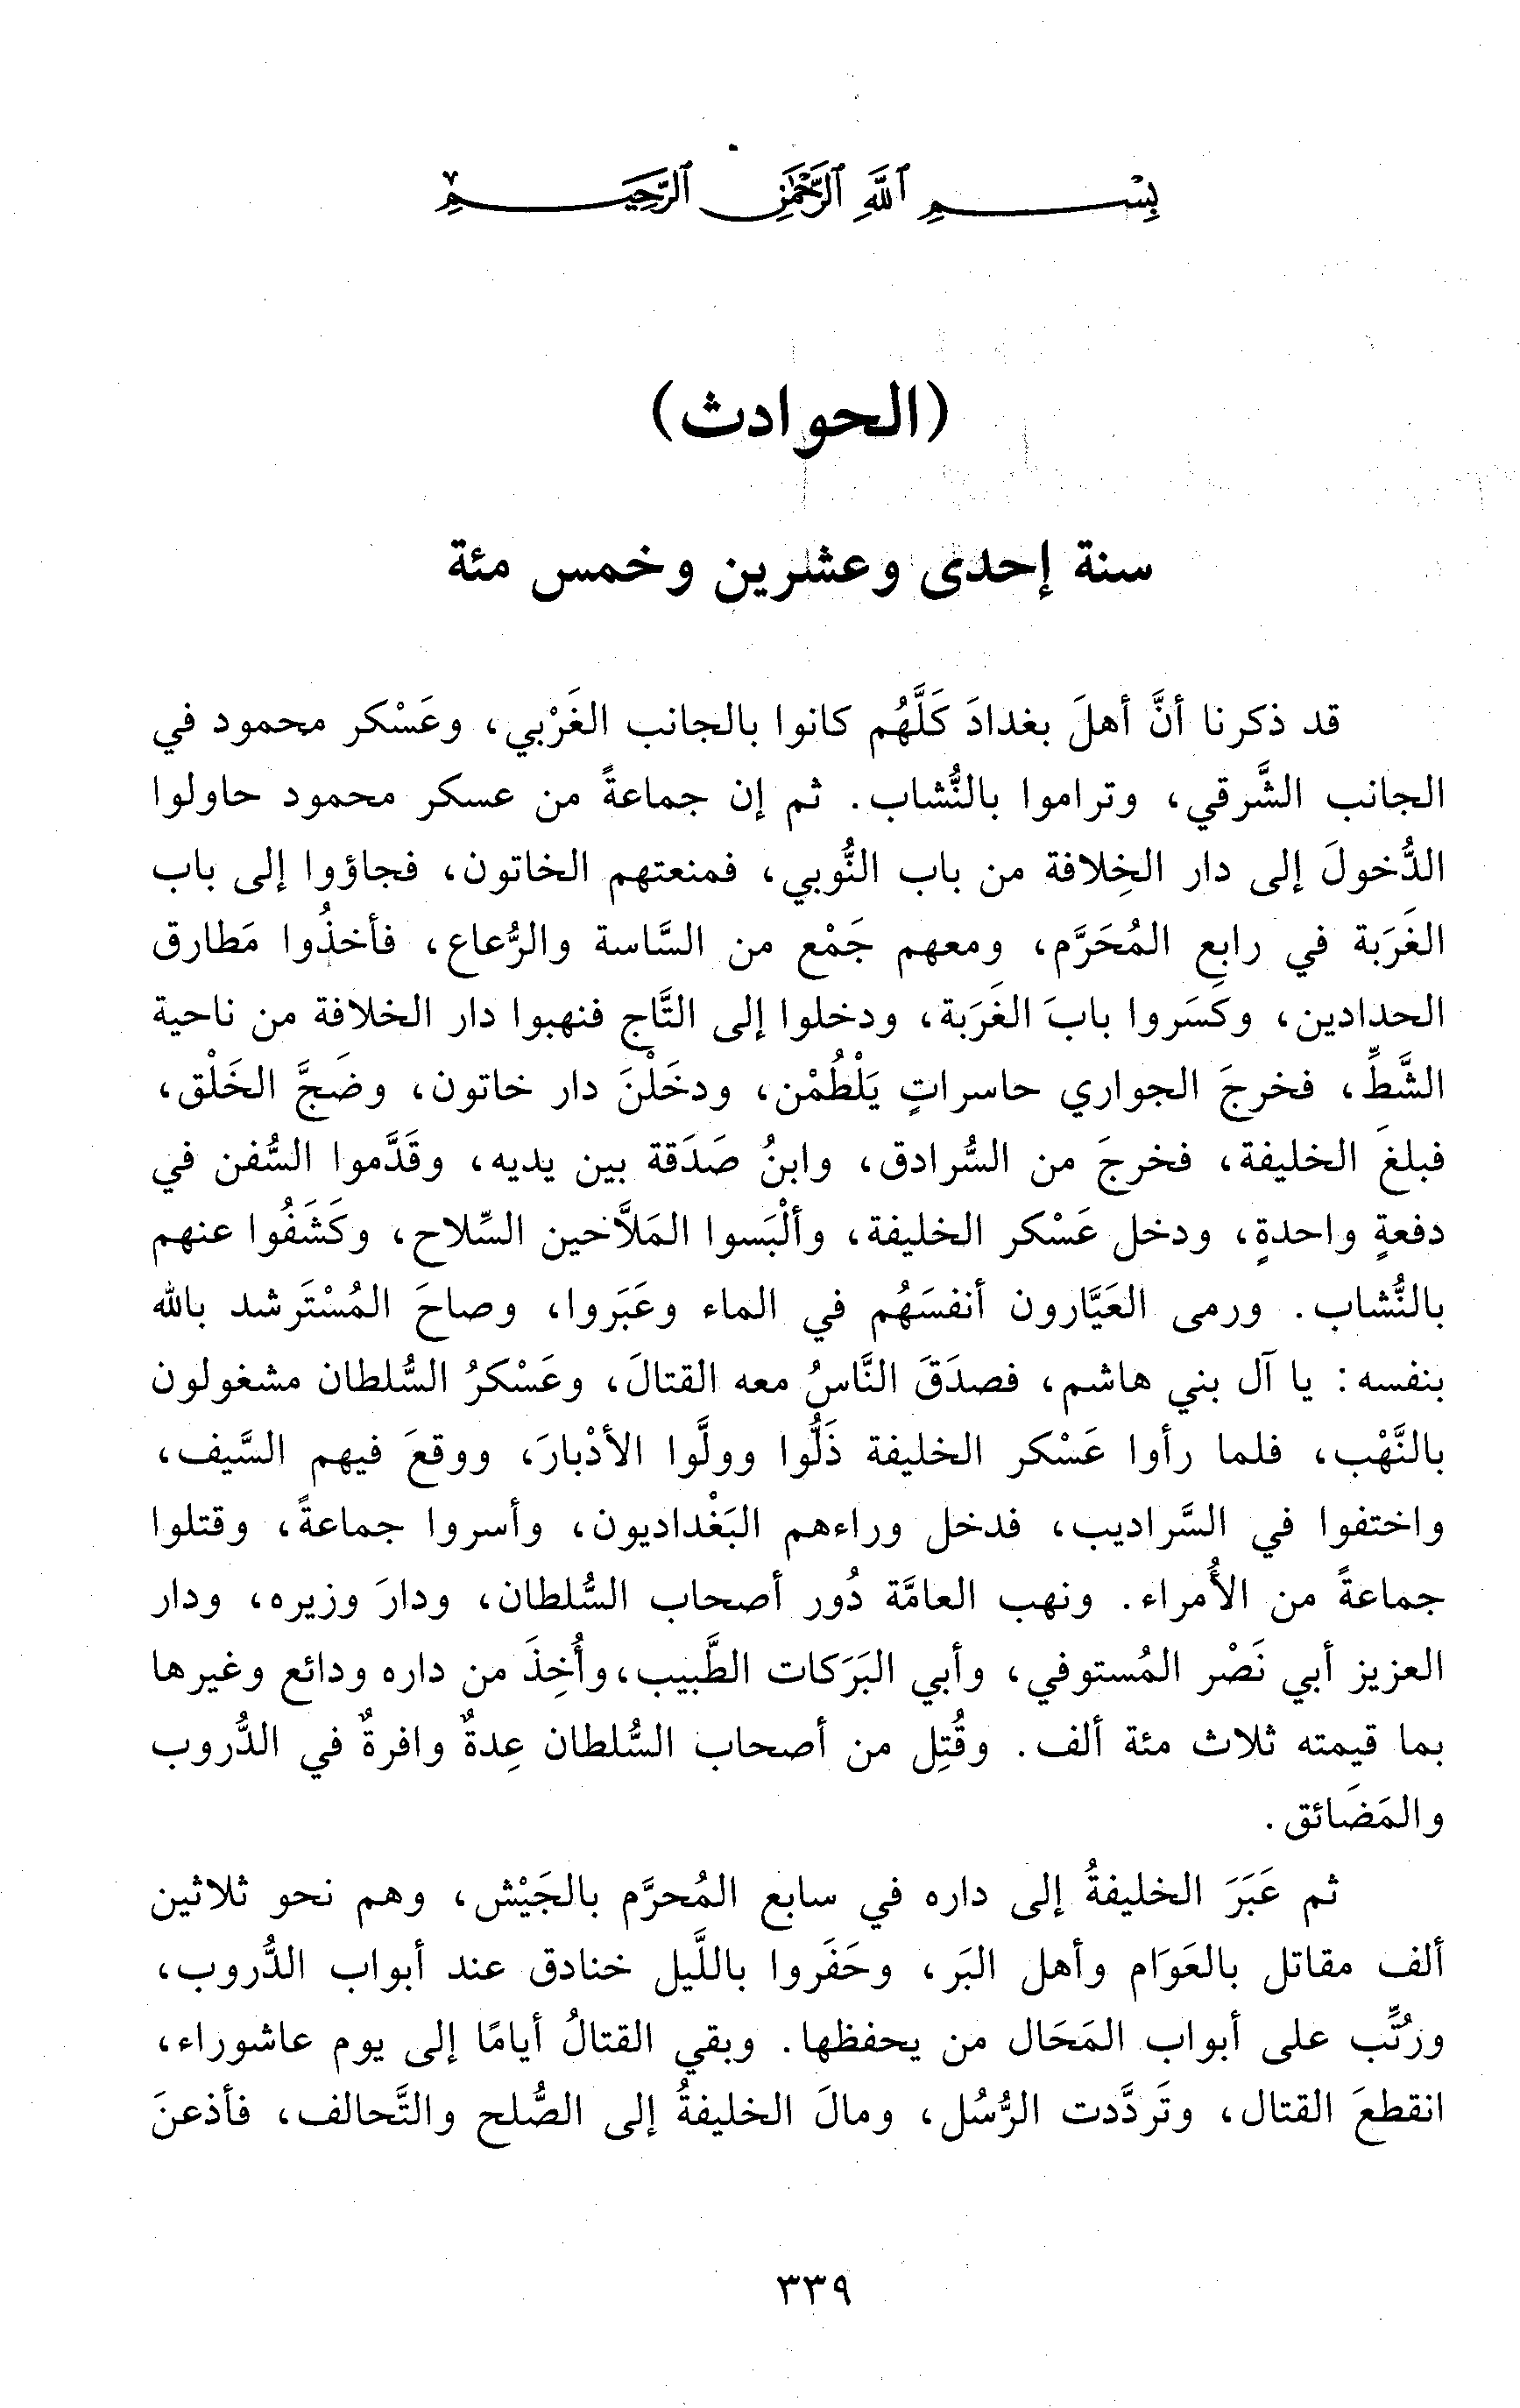 بِسْمِ ٱللَّهِ ٱلرَّحْمَٰنِ ٱلرَّحِيمِ
(الحوادث)
سنة إحدى وعشرين وخمس مئة
قد ذكرنا أنَّ أهلَ بغدادَ كَلَّهُم كانوا بالجانب الغَرْبي، وعَسْكر محمود في
الجانب الشَّرقي، وتراموا بالنُّشاب. ثم إن جماعةً من عسكر محمود حاولوا
الدُّخولَ إلى دار الخِلافة من باب النُّوبي، فمنعتهم الخاتون، فجاؤوا إلى باب
الغَرَبة في رابع المُحَرَّم، ومعهم جَمْع من السَّاسة والرُّعاع، فأخذُوا مَطارق
الحدادين، وكسَروا بابَ الغَرَبة، ودخلوا إلى التَّاج فنهبوا دار الخلافة من ناحية
الشَّطِّ، فخرجَ الجواري حاسراتٍ يَلْطُمْن، ودخَلْنَ دار خاتون، وضَجَّ الخَلْق،
فبلغَ الخليفة، فخرجَ من السُّرادق، وابنُ صَدَقة بين يديه، وقَدَّموا السُّفن في
دفعةٍ واحدةٍ، ودخل عَسْكر الخليفة، وألْبَسوا المَلاَّحين السِّلاح، وكَشَفُوا عنهم
بالنُّشاب. ورمى العَيَّارون أنفسَهُم في الماء وعَبَروا، وصاحَ المُسْتَرشد بالله
بنفسه: يا آل بني هاشم، فصدَقَ النَّاسُ معه القتالَ، وعَسْكرُ السُّلطان مشغولون
بالنَّهْب، فلما رأوا عَسْكر الخليفة ذَلُّوا وولَّوا الأدْبارَ، ووقعَ فيهم السَّيف،
واختفوا في السَّراديب، فدخل وراءهم البَغْداديون، وأسروا جماعةً، وقتلوا
جماعةً من الأُمراء. ونهب العامَّة دُور أصحاب السُّلطان، ودارَ وزيره، ودار
العزيز أبي نَصْر المُستوفي، وأبي البَرَكات الطَّبيب، وأُخِذَ من داره ودائع وغيرها
بما قيمته ثلاث مئة ألف. وقُتِل من أصحاب السُّلطان عِدةٌ وافرةٌ في الدُّروب
والمَضَائق.
ثم عَبَرَ الخليفةُ إلى داره في سابع المُحرَّم بالجَيْش، وهم نحو ثلاثين
ألف مقاتل بالعَوَام وأهل البَر، وحَفَروا باللَّيل خنادق عند أبواب الدُّروب،
ورُتِّب على أبواب المَحَال من يحفظها. وبقي القتالُ أيامًا إلى يوم عاشوراء،
انقطعَ القتال، وتَردَّدت الرُّسُل، ومالَ الخليفةُ إلى الصُّلح والتَّحالف، فأذعنَ
٣٣٩